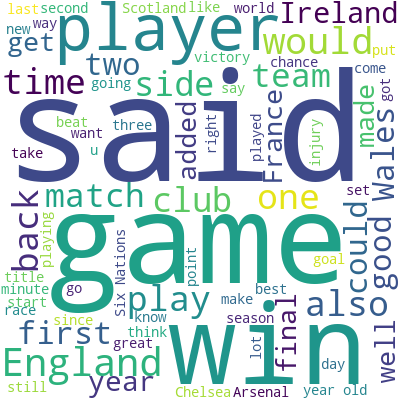 last second Scotland like world Ireland
new way player get
going victory two would chance put
time side team come
beat say
want three u
said
take added right France played injury made got
back match club one could good Wales
set
game
playing Six Nations point goal
title go play best also
minute make final well
start race since know season
first think great lot day
England year win
still Chelsea Arsenal year old